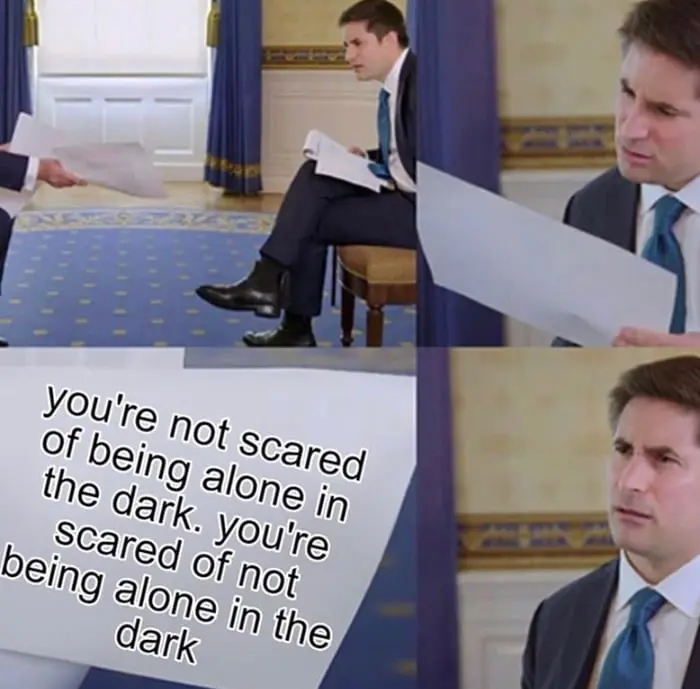 you're not scared
of being alone in
the dark. you're
scared of not
being alone in the
dark